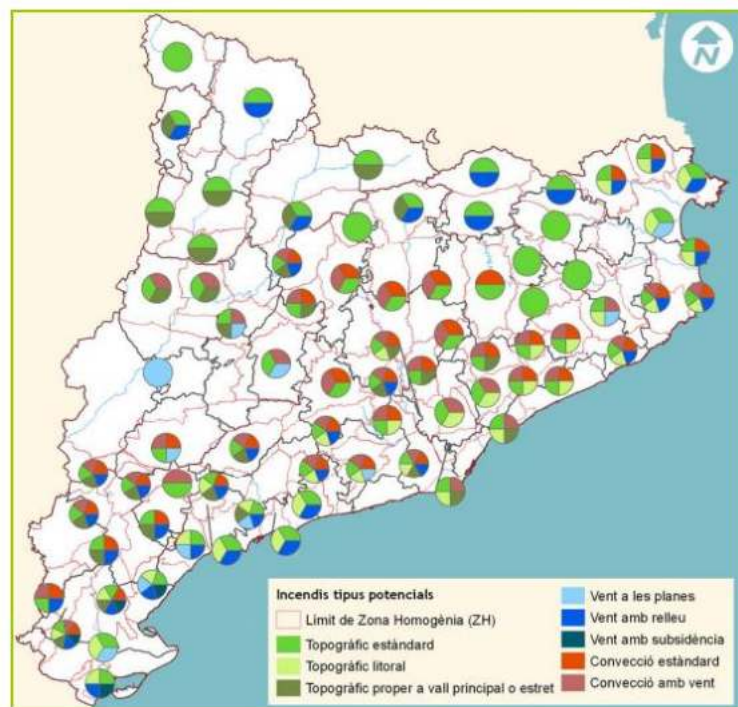 N
Incendis tipus potencials
Límit de Zona Homogènia (ZH)
Topogràfic estàndard
Topogràfic litoral
Topogràfic proper a vall principal o estret
Vent a les planes
Vent amb relleu
Vent amb subsidència
Convecció estàndard
Convecció amb vent